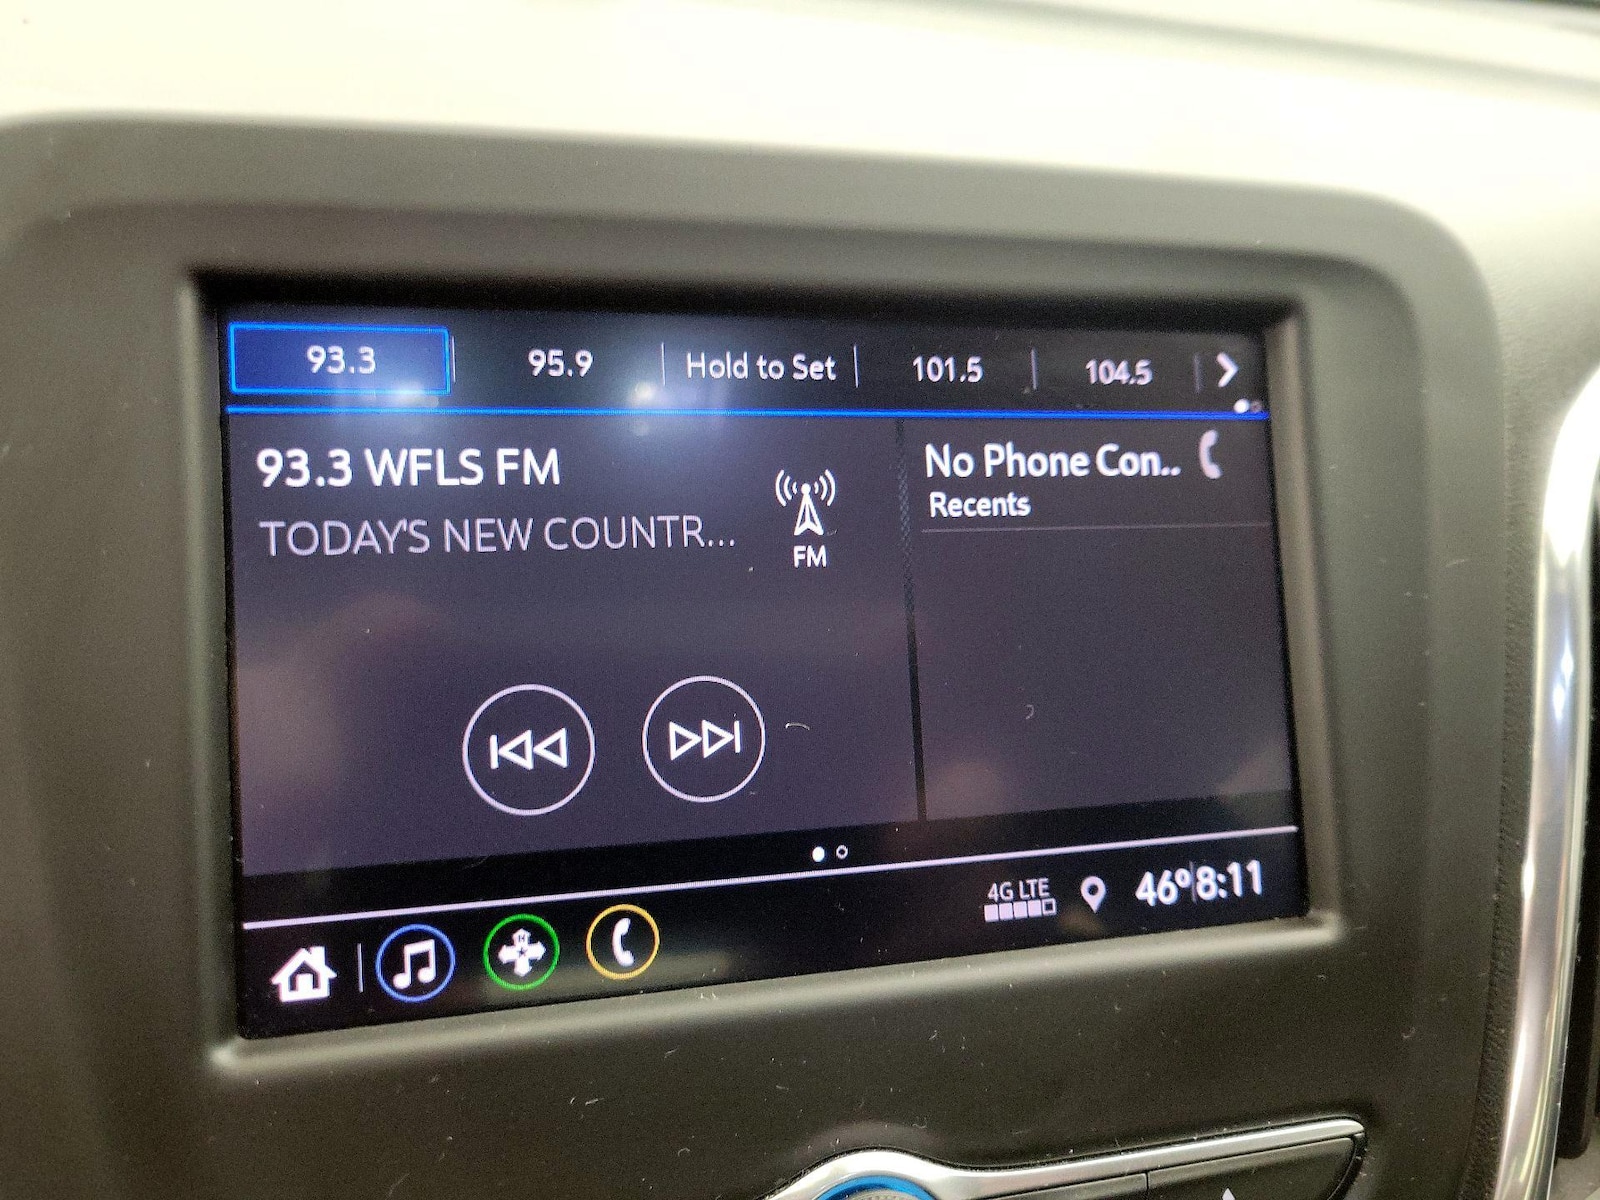 93.3 95.9 Hold to Set 101.5 104.5
93.3 WFLS FM
TODAY'S NEW COUNTR...
FM
No Phone Con..
Recents
4G LTE
46° 8:11